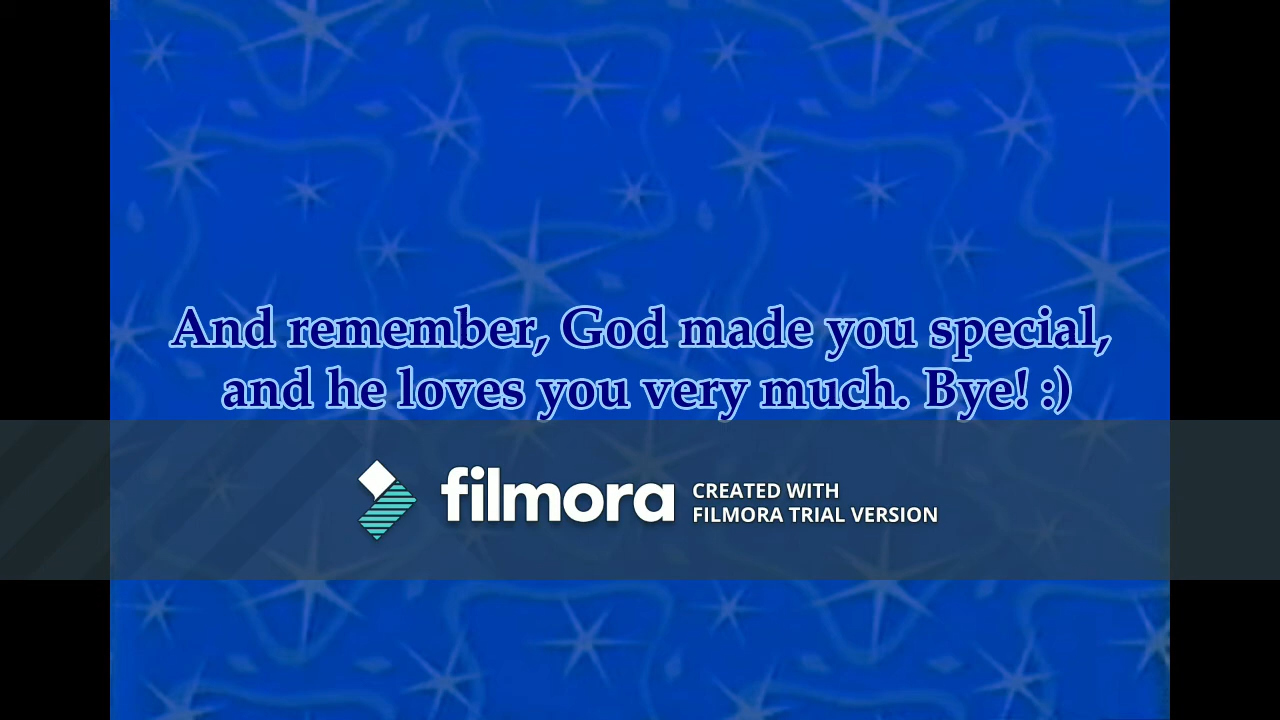 And remember, God made you special,
and he loves you very much. Bye! :)
filmora
CREATED WITH
FILMORA TRIAL VERSION